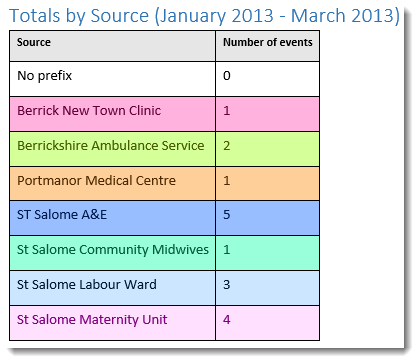 Totals by Source (January 2013 - March 2013)
Source Number of events
No prefix 0
Berrick New Town Clinic 1
Berrickshire Ambulance Service 2
Portmanor Medical Centre 1
ST Salome A&E 5
St Salome Community Midwives 1
St Salome Labour Ward 3
St Salome Maternity Unit 4